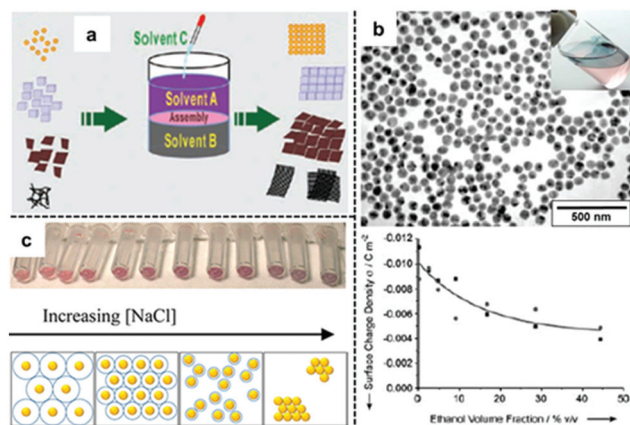 a
Solvent C
Solvent A
Assembly
Solvent B
b
500 nm
-0.012
-0.010
-0.008
-0.006
-0.004
-0.002
-0.000
Surface Charge Density σ / C m⁻²
0
10
20
30
40
50
Ethanol Volume Fraction / % v/v
c
Increasing [NaCl]